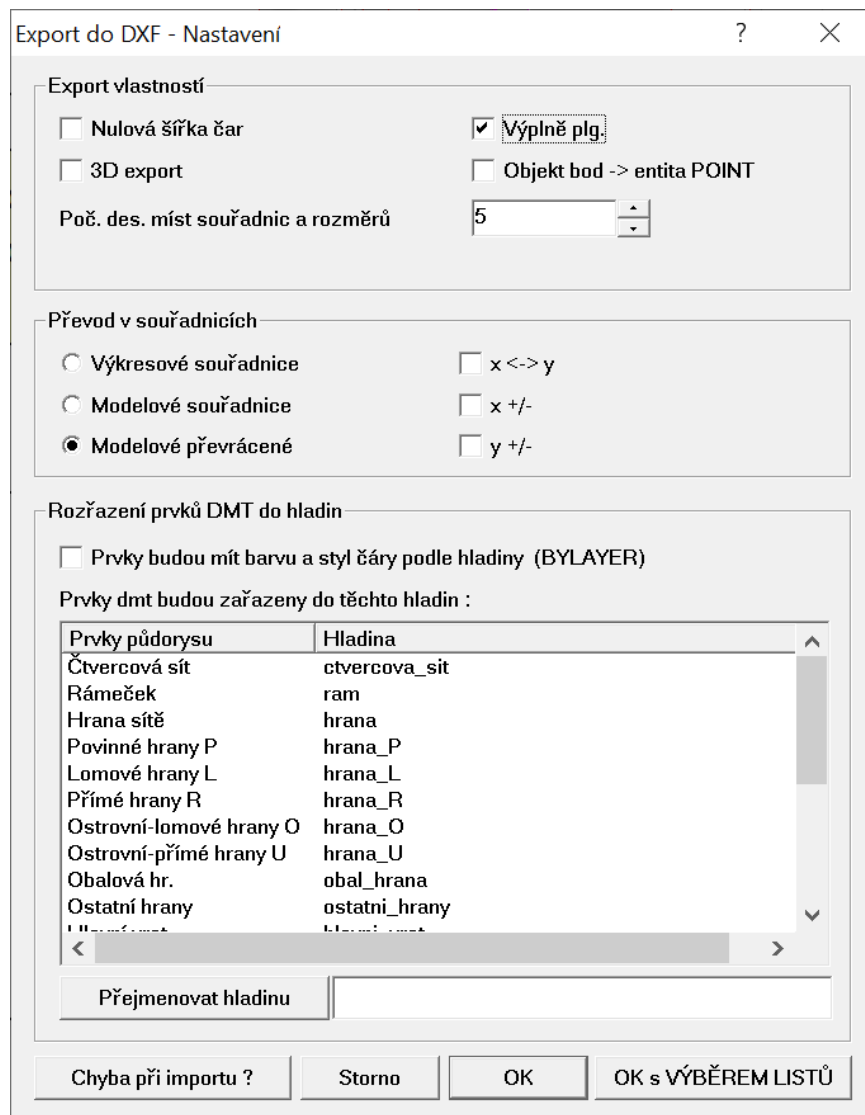 Export do DXF - Nastavení ?
Export vlastností
Nulová šířka čar
Výplně plg.
3D export
Objekt bod -> entita POINT
Poč. des. míst souřadnic a rozměrů
5
Převod v souřadnicích
Výkresové souřadnice
x <-> y
Modelové souřadnice
x +/-
Modelové převrácené
y +/-
Rozřazení prvků DMT do hladin
Prvky budou mít barvu a styl čáry podle hladiny (BYLAYER)
Prvky dmt budou zařazeny do těchto hladin :
Prvky půdorysu Hladina
Čtvercová sít ctvercova_sit
Rámeček ram
Hrana sítě hrana
Povinné hrany P hrana_P
Lomové hrany L hrana_L
Přímé hrany R hrana_R
Ostrovní-lomové hrany O hrana_O
Ostrovní-přímé hrany U hrana_U
Obalová hr. obal_hrana
Ostatní hrany ostatni_hrany
Přejmenovat hladinu
Chyba při importu ? Storno OK OK s VÝBĚREM LISTŮ